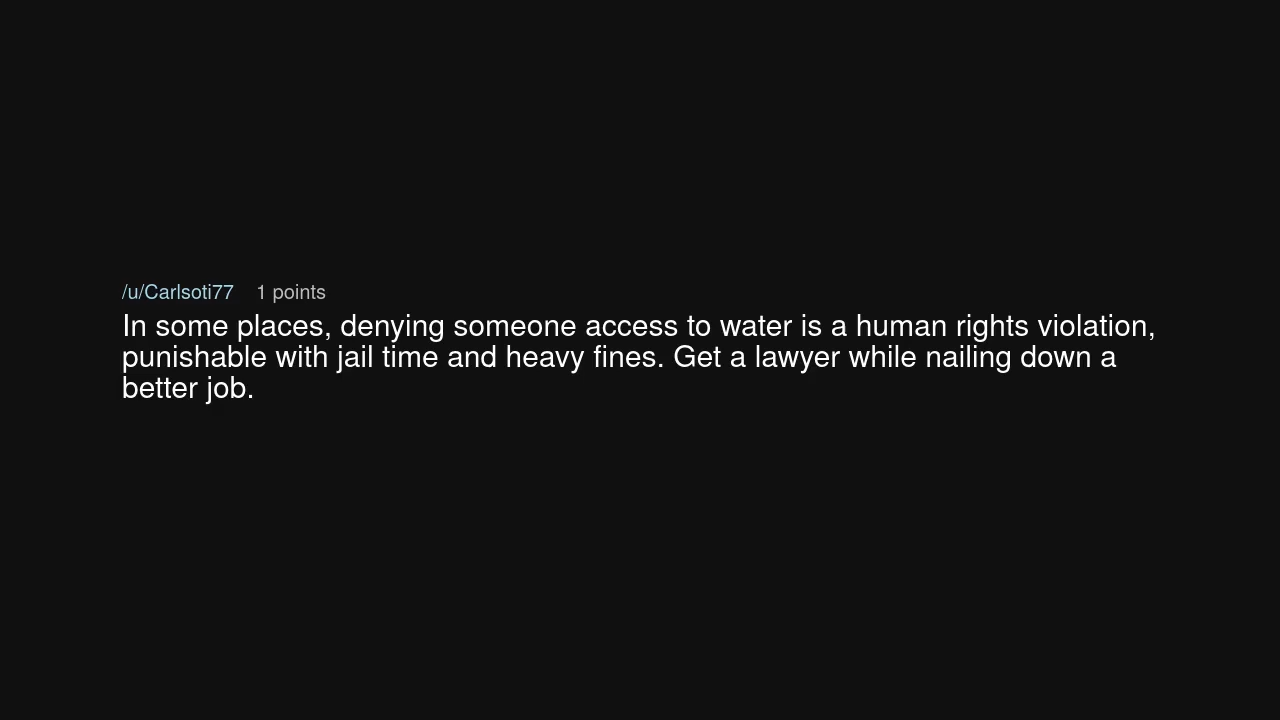 /u/Carlsoti77 1 points
In some places, denying someone access to water is a human rights violation,
punishable with jail time and heavy fines. Get a lawyer while nailing down a
better job.